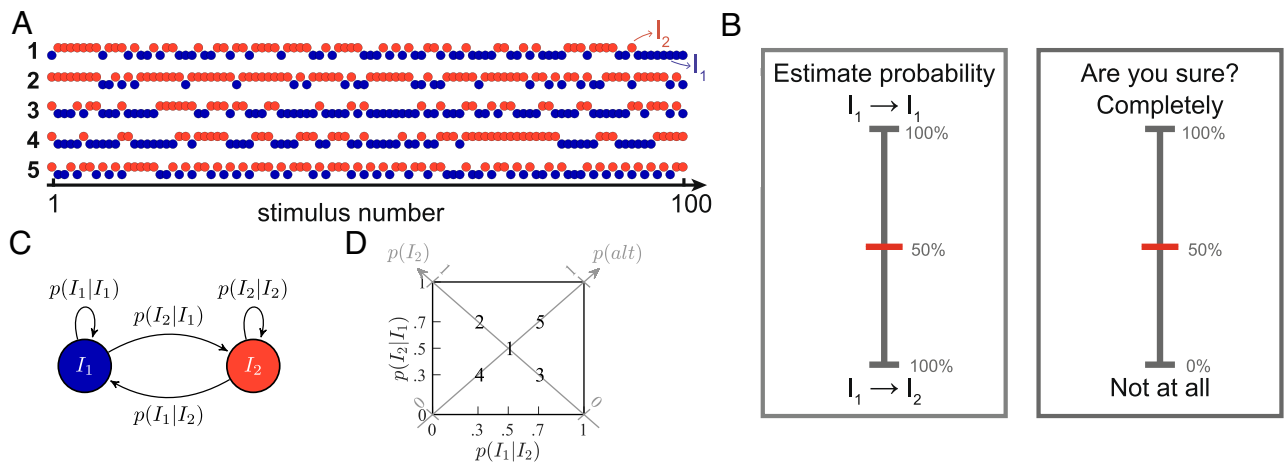 A
I₂
1
I₁
2
3
4
5
1
100
stimulus number
B
Estimate probability
I₁ → I₁
100%
50%
100%
I₁ → I₂
Are you sure?
Completely
100%
50%
0%
Not at all
C
p(I₁|I₁)
p(I₂|I₂)
p(I₂|I₁)
I₁
I₂
p(I₁|I₂)
D
p(I₂)
p(alt)
1
1
1
.7
2
5
.5
1
.3
4
3
0
0
0
0
.3
.5
.7
1
p(I₂|I₁)
p(I₁|I₂)